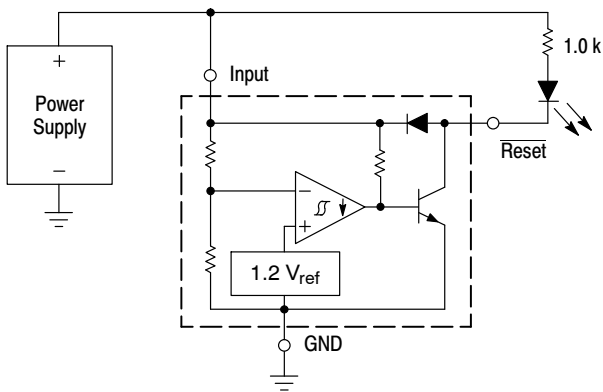 +
1.0 k
Input
Power
Supply
Reset
−
−
+
1.2 Vref
GND